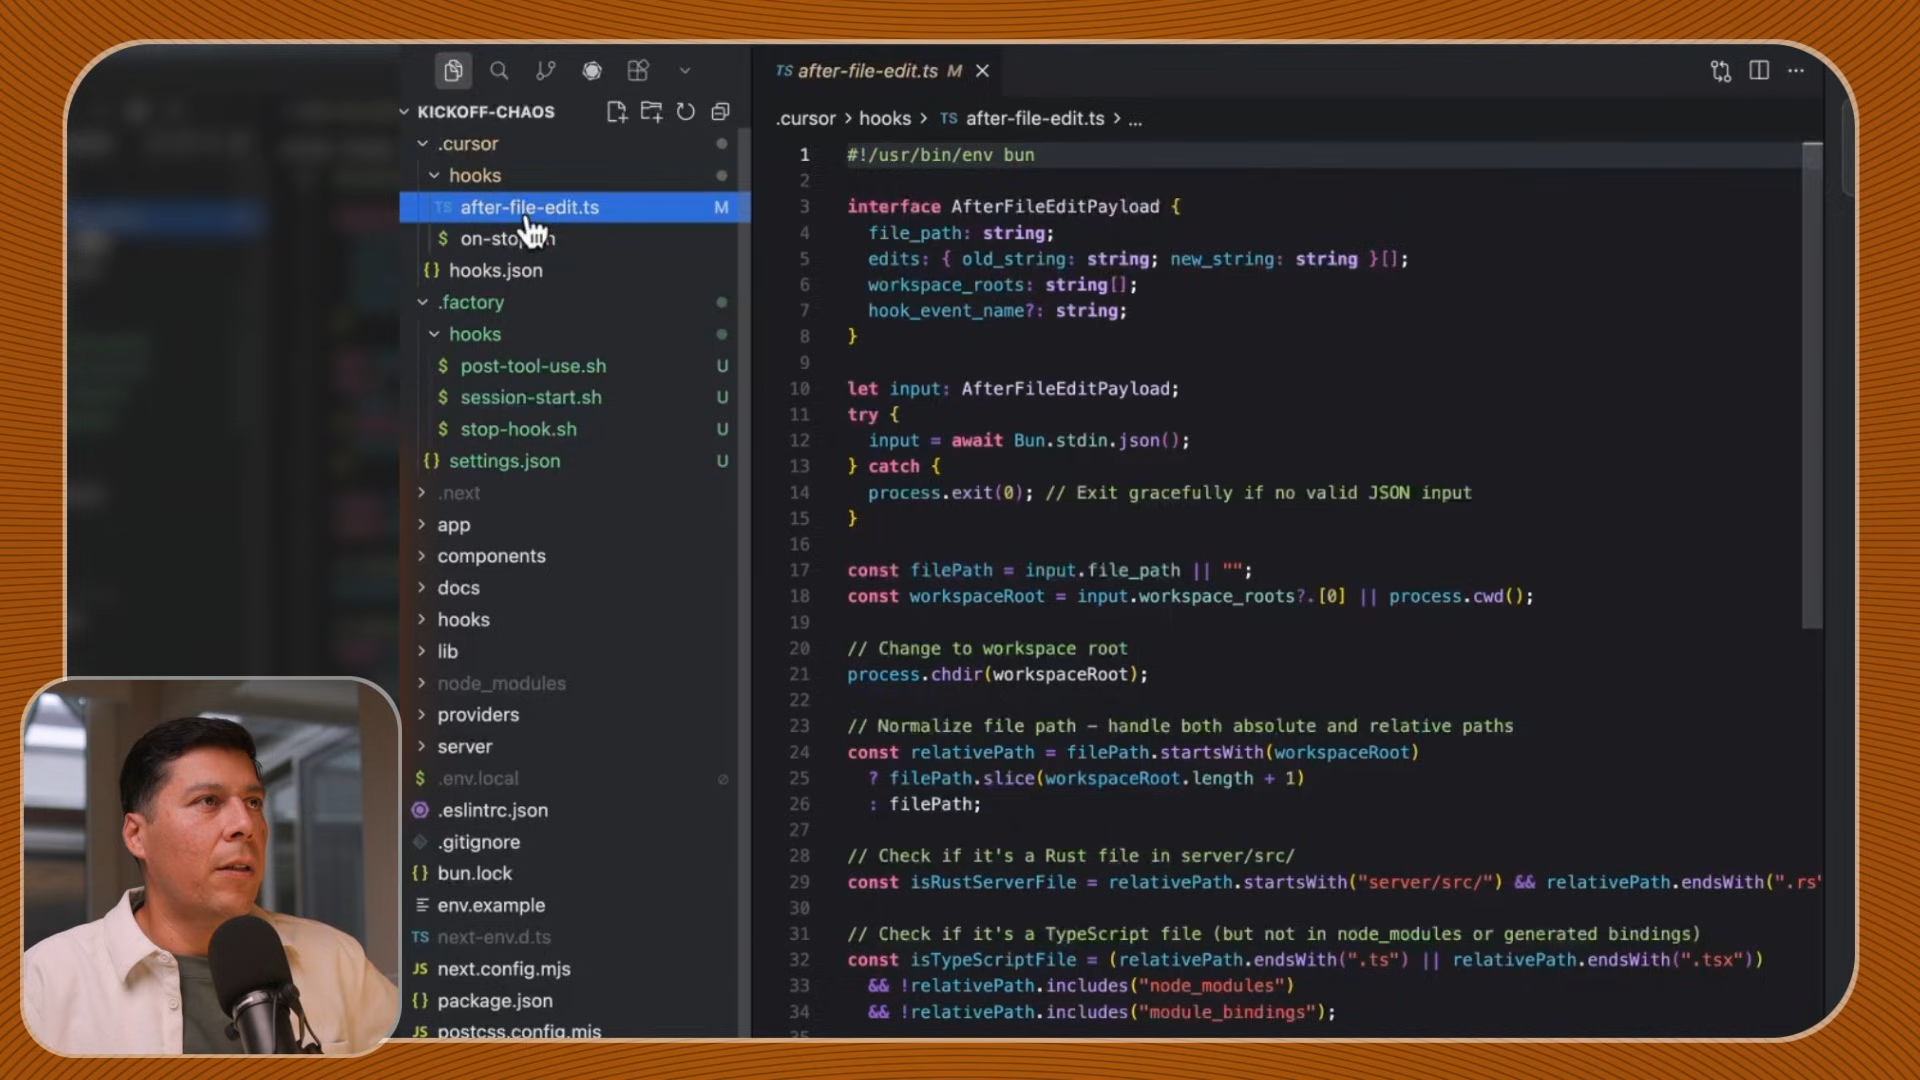 KICKOFF-CHAOS
.cursor
hooks
TS after-file-edit.ts M
$
{} hooks.json
.factory
hooks
$ post-tool-use.sh U
$ session-start.sh U
$ stop-hook.sh U
{} settings.json U
.next
app
components
docs
hooks
lib
node_modules
providers
server
$ .env.local
.eslintrc.json
.gitignore
{} bun.lock
env.example
TS next-env.d.ts
JS next.config.mjs
{} package.json
JS postcss.config.mjs
TS after-file-edit.ts M
.cursor > hooks > TS after-file-edit.ts > ...
1 #!/usr/bin/env bun
2
3 interface AfterFileEditPayload {
4 file_path: string;
5 edits: { old_string: string; new_string: string }[];
6 workspace_roots: string[];
7 hook_event_name?: string;
8 }
9
10 let input: AfterFileEditPayload;
11 try {
12 input = await Bun.stdin.json();
13 } catch {
14 process.exit(0); // Exit gracefully if no valid JSON input
15 }
16
17 const filePath = input.file_path || "";
18 const workspaceRoot = input.workspace_roots?.[0] || process.cwd();
19
20 // Change to workspace root
21 process.chdir(workspaceRoot);
22
23 // Normalize file path – handle both absolute and relative paths
24 const relativePath = filePath.startsWith(workspaceRoot)
25 ? filePath.slice(workspaceRoot.length + 1)
26 : filePath;
27
28 // Check if it's a Rust file in server/src/
29 const isRustServerFile = relativePath.startsWith("server/src/") && relativePath.endsWith(".rs"
30
31 // Check if it's a TypeScript file (but not in node_modules or generated bindings)
32 const isTypeScriptFile = (relativePath.endsWith(".ts") || relativePath.endsWith(".tsx"))
33 && !relativePath.includes("node_modules")
34 && !relativePath.includes("module_bindings");
35